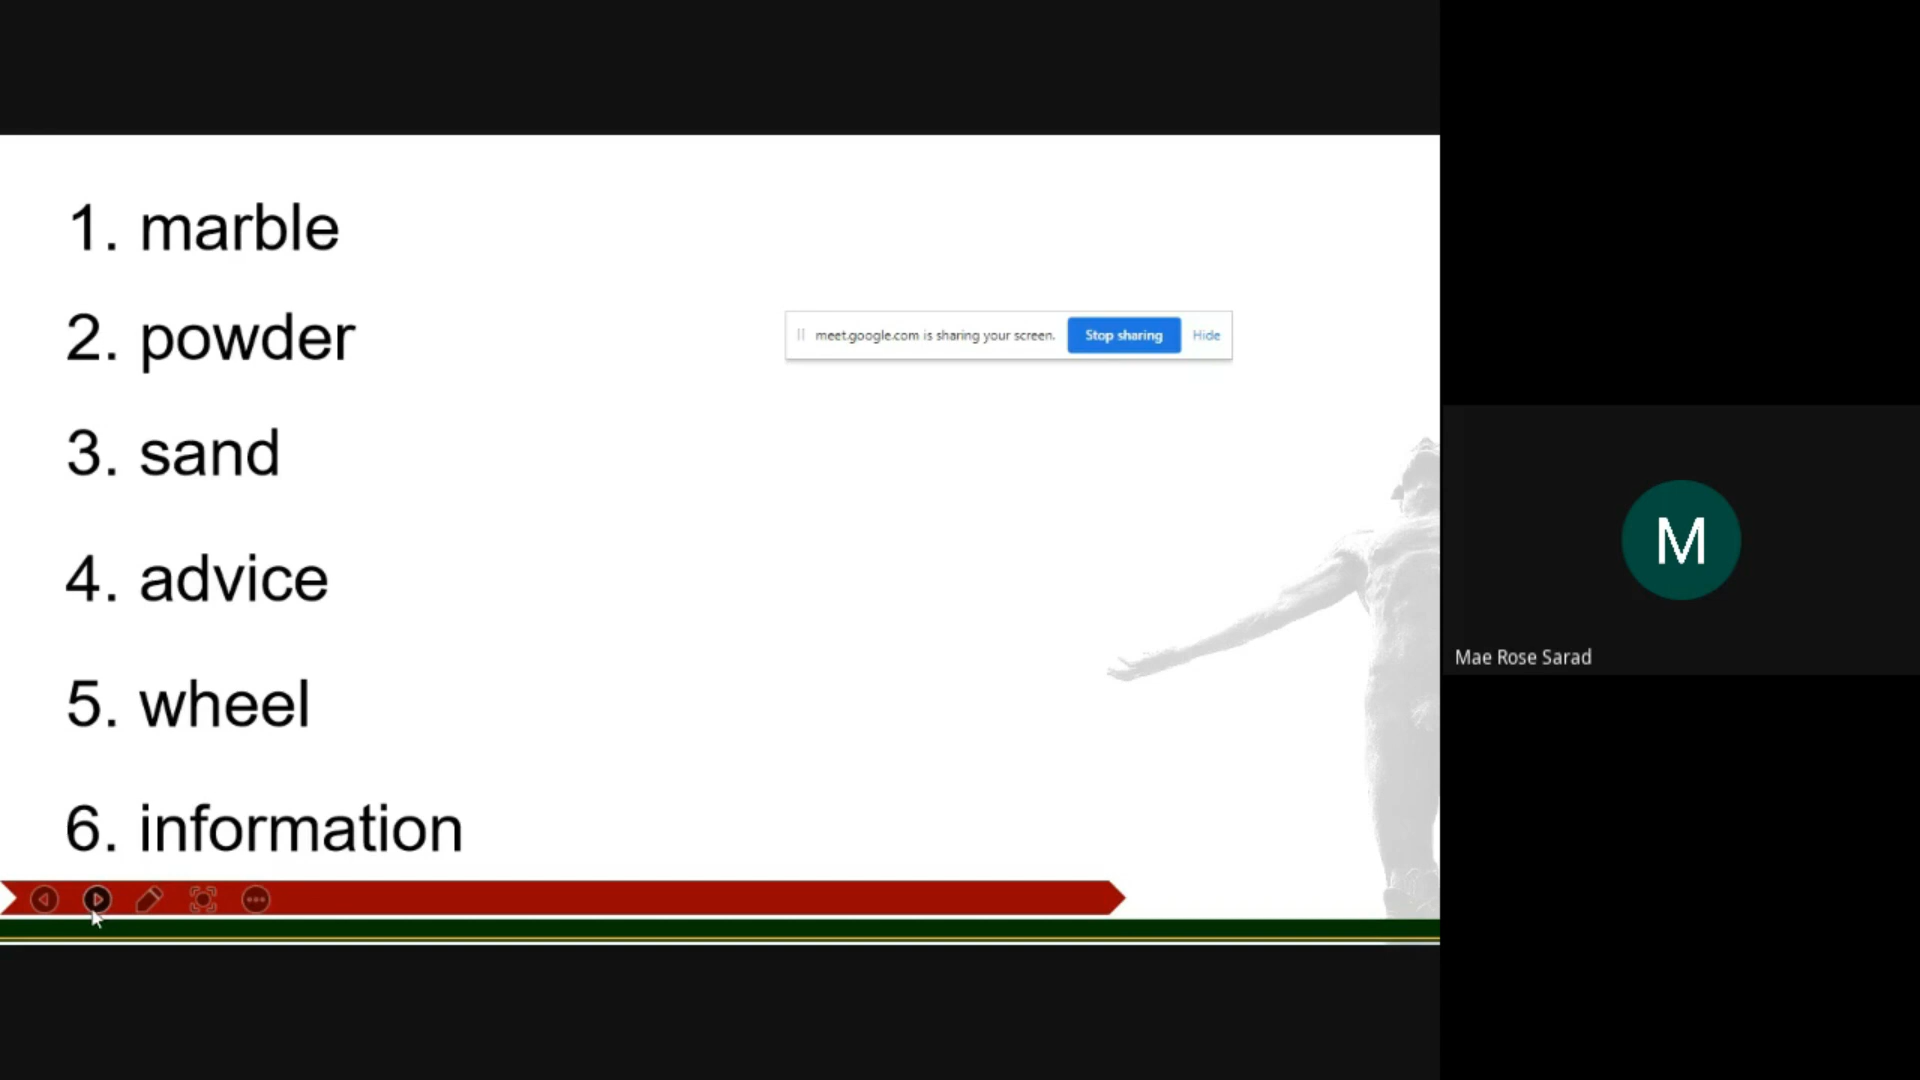 1. marble
2. powder
meet.google.com is sharing your screen. Stop sharing Hide
3. sand
4. advice
5. wheel
6. information
M
Mae Rose Sarad